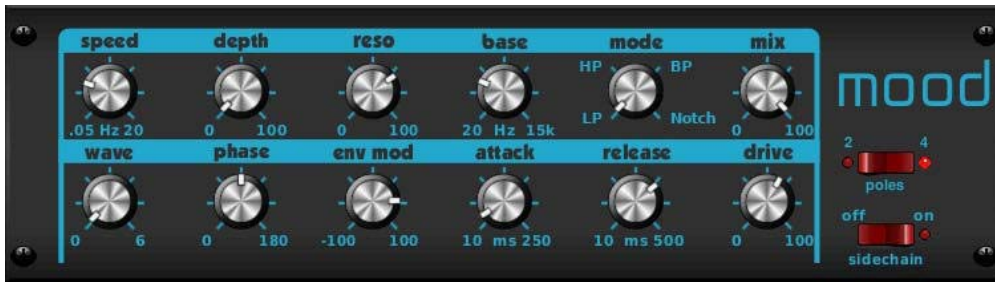 speed depth reso base mode mix
HP BP
mood
LP Notch
.05 Hz 20 0 100 0 100 20 Hz 15k 0 100
2 4
wave phase env mod attack release drive
poles
off on
0 6 0 180 -100 100 10 ms 250 10 ms 500 0 100
sidechain